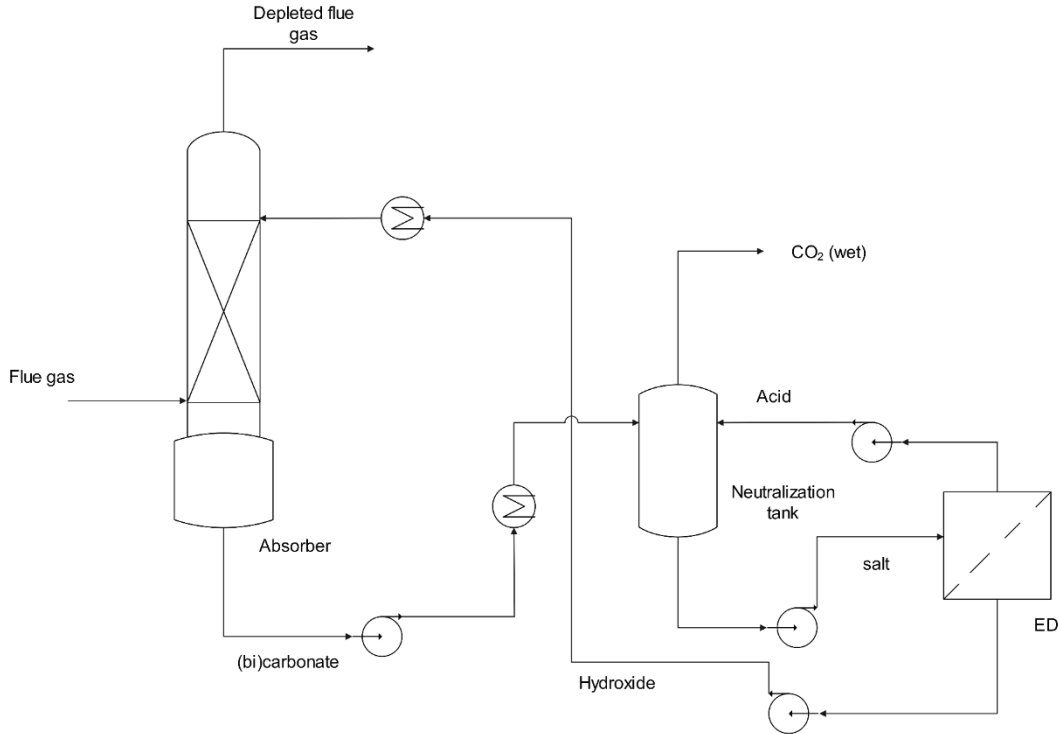 Depleted flue
gas
CO₂ (wet)
Flue gas
Acid
Neutralization
tank
Absorber
salt
ED
(bi)carbonate
Hydroxide